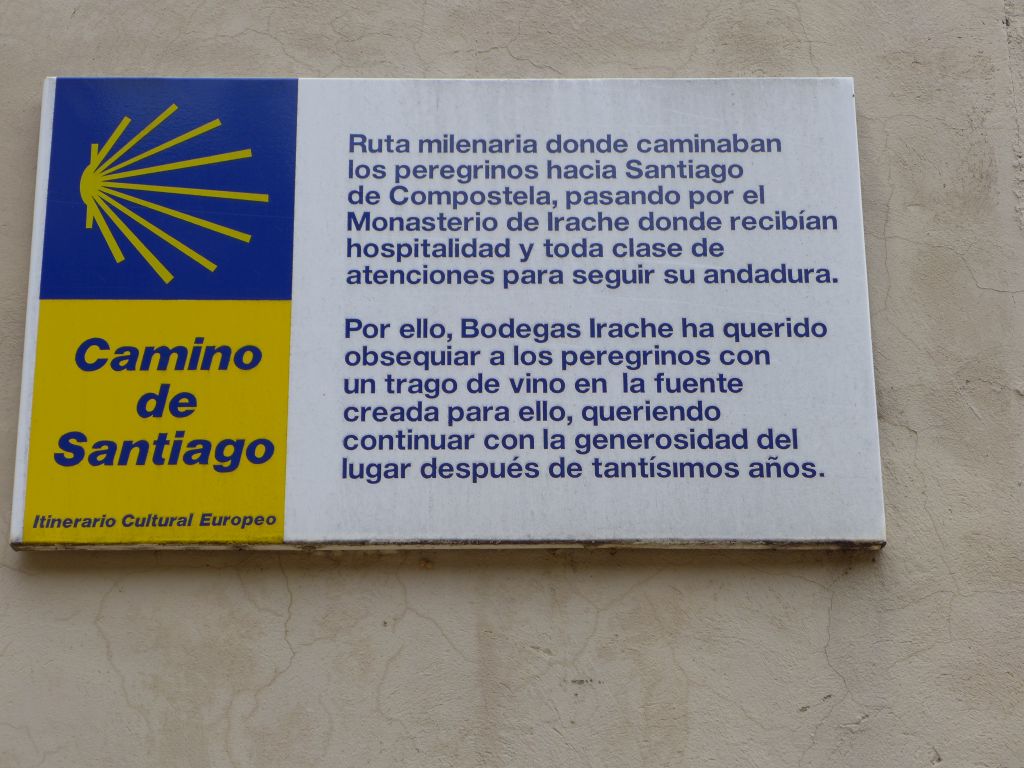 Camino
de
Santiago
Itinerario Cultural Europeo
Ruta milenaria donde caminaban
los peregrinos hacia Santiago
de Compostela, pasando por el
Monasterio de Irache donde recibían
hospitalidad y toda clase de
atenciones para seguir su andadura.
Por ello, Bodegas Irache ha querido
obsequiar a los peregrinos con
un trago de vino en la fuente
creada para ello, queriendo
continuar con la generosidad del
lugar después de tantísımos años.